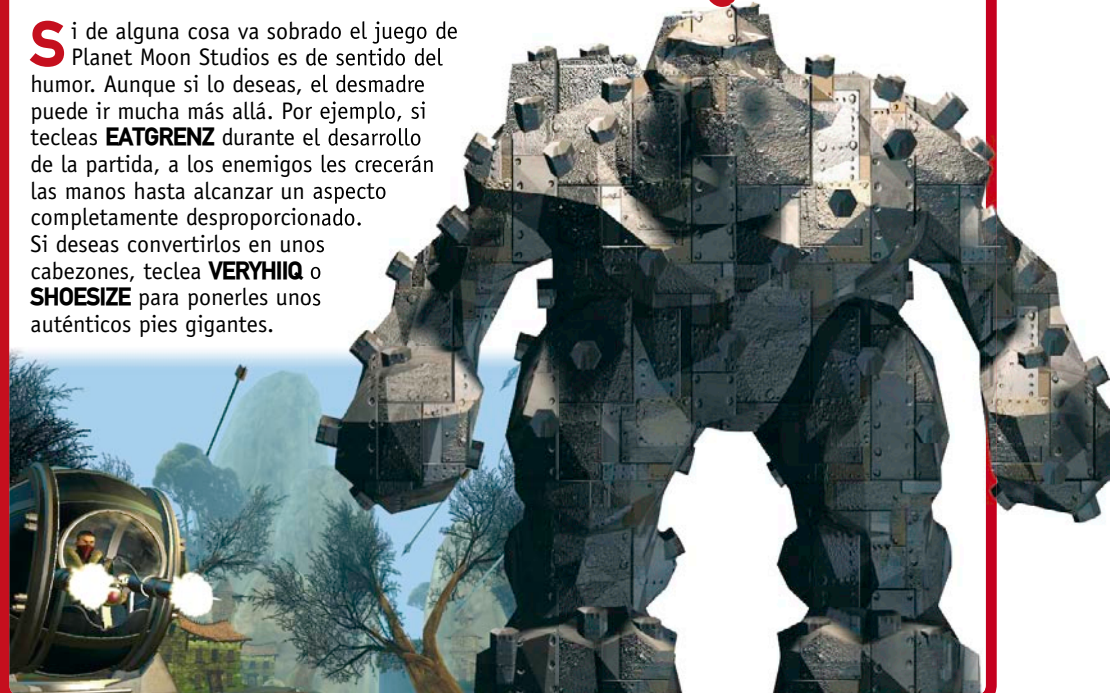 Si de alguna cosa va sobrado el juego de
Planet Moon Studios es de sentido del
humor. Aunque si lo deseas, el desmadre
puede ir mucha más allá. Por ejemplo, si
tecleas EATGRENZ durante el desarrollo
de la partida, a los enemigos les crecerán
las manos hasta alcanzar un aspecto
completamente desproporcionado.
Si deseas convertirlos en unos
cabezones, teclea VERYHIIQ o
SHOESIZE para ponerles unos
auténticos pies gigantes.